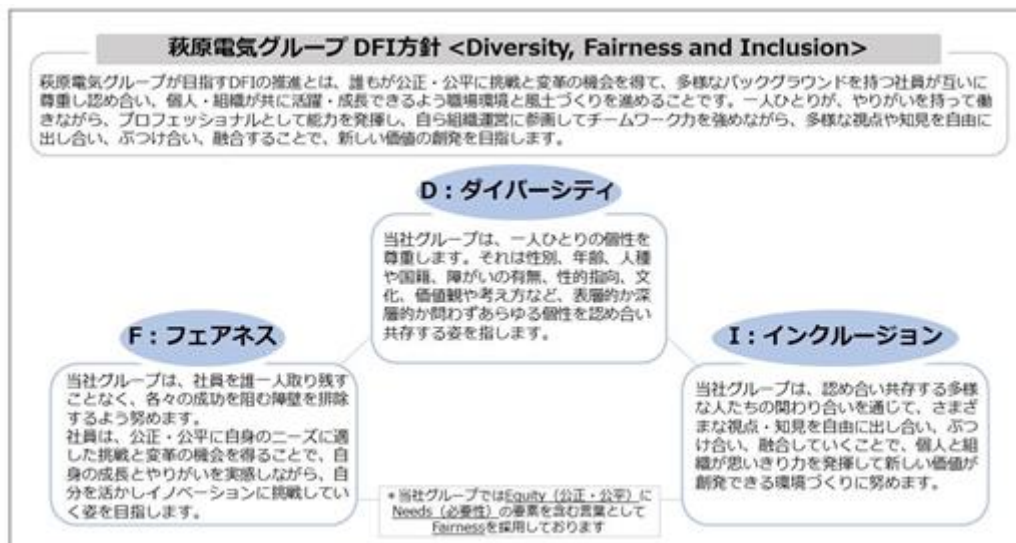 萩原電気グループ DFI方針 <Diversity, Fairness and Inclusion>
萩原電気グループが目指すDFIの推進とは、誰もが公正・公平に挑戦と変革の機会を得て、多様なバックグラウンドを持つ社員が互いに
尊重し認め合い、個人・組織が共に活躍・成長できるよう職場環境と風土づくりを進めることです。一人ひとりが、やりがいを持って働
きながら、プロフェッショナルとして能力を発揮し、自ら組織運営に参画してチームワーク力を強めながら、多様な視点や知見を自由に
出し合い、ぶつけ合い、融合することで、新しい価値の創発を目指します。
D：ダイバーシティ
当社グループは、一人ひとりの個性を
尊重します。それは性別、年齢、人種
や国籍、障がいの有無、性的指向、文
化、価値観や考え方など、表層的か深
層的か問わずあらゆる個性を認め合い
共存する姿を指します。
F：フェアネス
当社グループは、社員を誰一人取り残す
ことなく、各々の成功を阻む障壁を排除
するよう努めます。
社員は、公正・公平に自身のニーズに適
した挑戦と変革の機会を得ることで、自
身の成長とやりがいを実感しながら、自
分を活かしイノベーションに挑戦してい
く姿を目指します。
I：インクルージョン
当社グループは、認め合い共存する多様
な人たちの関わり合いを通じて、さまざ
まな視点・知見を自由に出し合い、ぶつ
け合い、融合していくことで、個人と組
織が思いきり力を発揮して新しい価値が
創発できる環境づくりに努めます。
＊当社グループではEquity（公正・公平）に
Needs（必要性）の要素を含む言葉として
Fairnessを採用しております